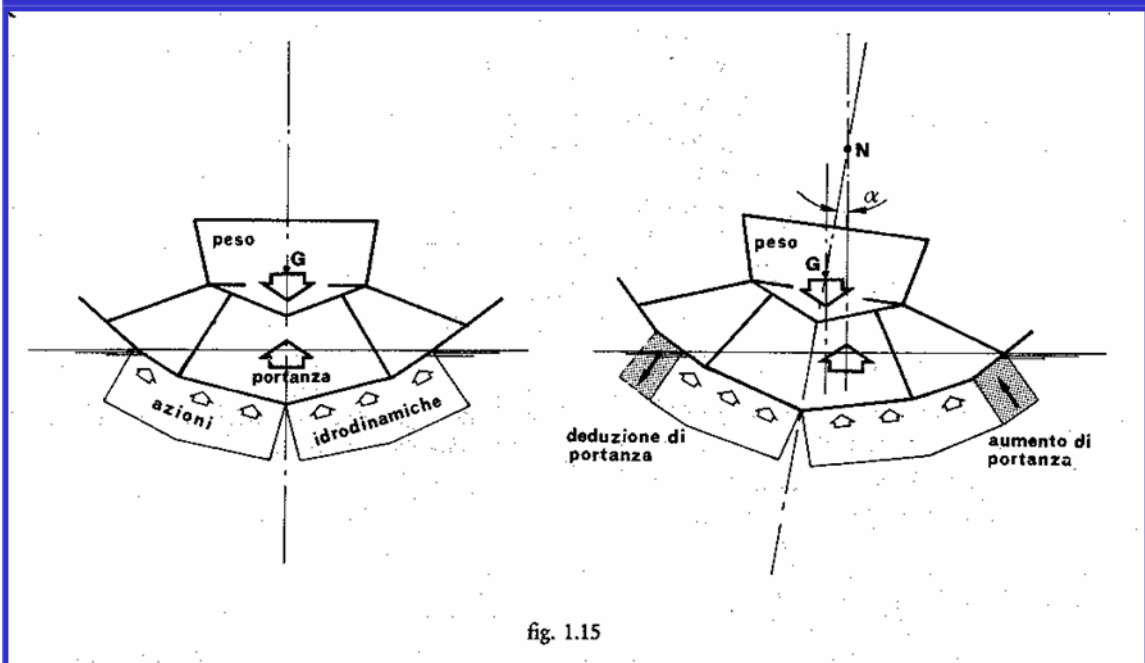 peso
G
portanza
azioni
idrodinamiche
N
α
peso
G
deduzione di
portanza
aumento di
portanza
fig. 1.15